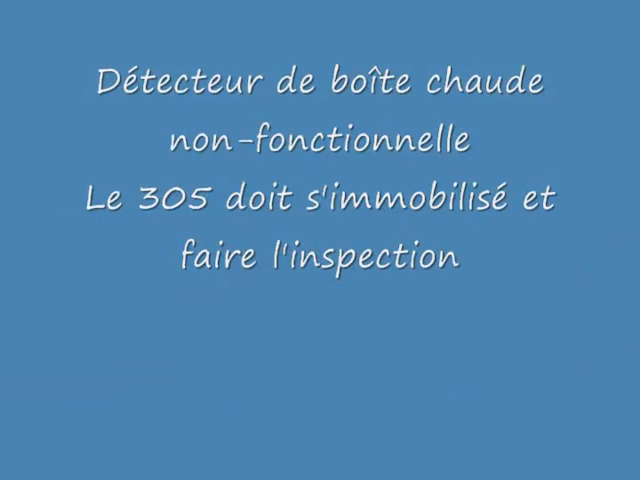 Détecteur de boîte chaude
non-fonctionnelle
Le 305 doit s'immobilisé et
faire l'inspection